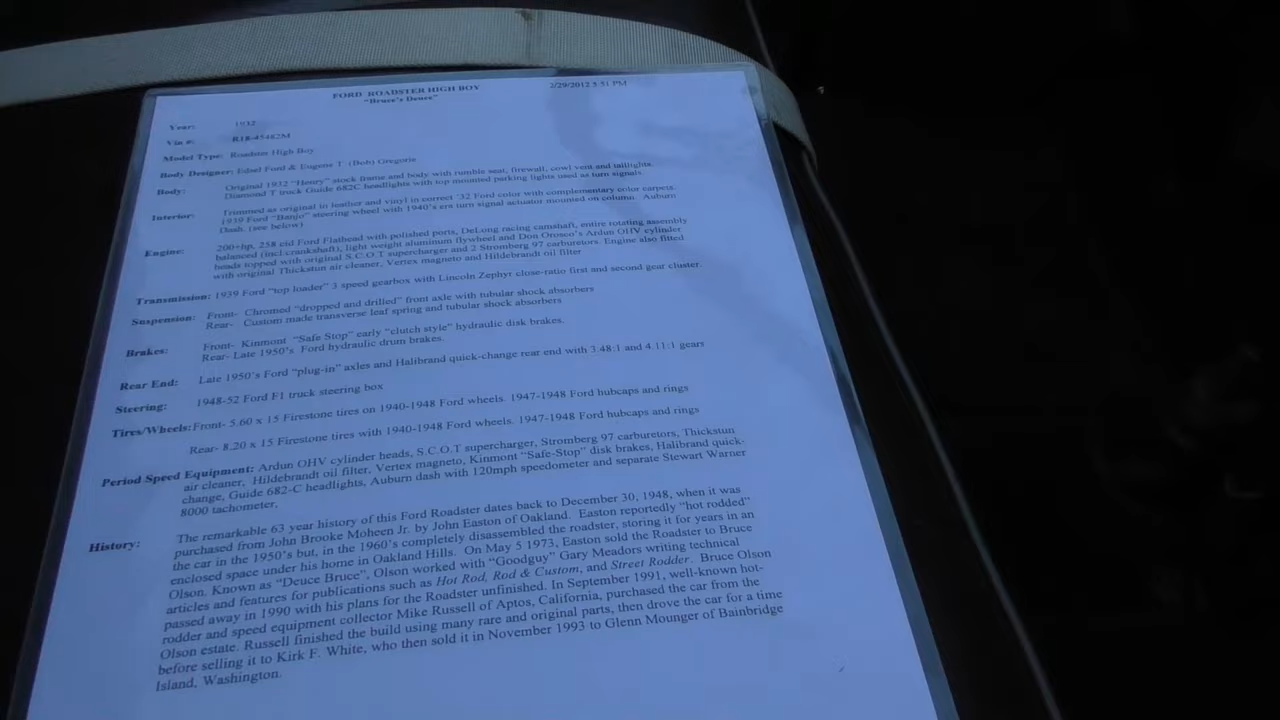 FORD ROADSTER HIGH BOY 2/29/2012 5:51 PM
"Bruce's Deuce"
Year: 1932
Vin #: R18-45482M
Model Type: Roadster High Boy
Body Designer: Edsel Ford & Eugene T. (Bob) Gregorie
Body: Original 1932 "Henry" stock frame and body with rumble seat, firewall, cowl vent and taillights.
Diamond T truck Guide 682C headlights with top mounted parking lights used as turn signals.
Interior: Trimmed as original in leather and vinyl in correct '32 Ford color with complementary color carpets.
1939 Ford "Banjo" steering wheel with 1940's era turn signal actuator mounted on column. Auburn
Dash. (see below)
Engine: 200+hp, 258 cid Ford Flathead with polished ports, DeLong racing camshaft, entire rotating assembly
balanced (incl crankshaft), light weight aluminum flywheel and Don Orosco's Ardun OHV cylinder
heads topped with original S.C.O.T supercharger and 2 Stromberg 97 carburetors. Engine also fitted
with original Thickstun air cleaner, Vertex magneto and Hildebrandt oil filter
Transmission: 1939 Ford "top loader" 3 speed gearbox with Lincoln Zephyr close-ratio first and second gear cluster.
Suspension: Front- Chromed "dropped and drilled" front axle with tubular shock absorbers
Rear- Custom made transverse leaf spring and tubular shock absorbers
Brakes: Front- Kinmont "Safe Stop" early "clutch style" hydraulic disk brakes.
Rear- Late 1950's Ford hydraulic drum brakes.
Rear End: Late 1950's Ford "plug-in" axles and Halibrand quick-change rear end with 3:48:1 and 4.11:1 gears
Steering: 1948-52 Ford F1 truck steering box
Tires/Wheels: Front- 5.60 x 15 Firestone tires on 1940-1948 Ford wheels. 1947-1948 Ford hubcaps and rings
Rear- 8.20 x 15 Firestone tires with 1940-1948 Ford wheels. 1947-1948 Ford hubcaps and rings
Period Speed Equipment: Ardun OHV cylinder heads, S.C.O.T supercharger, Stromberg 97 carburetors, Thickstun
air cleaner, Hildebrandt oil filter, Vertex magneto, Kinmont "Safe-Stop" disk brakes, Halibrand quick-
change, Guide 682-C headlights, Auburn dash with 120mph speedometer and separate Stewart Warner
8000 tachometer,
History: The remarkable 63 year history of this Ford Roadster dates back to December 30, 1948, when it was
purchased from John Brooke Moheen Jr. by John Easton of Oakland. Easton reportedly "hot rodded"
the car in the 1950's but, in the 1960's completely disassembled the roadster, storing it for years in an
enclosed space under his home in Oakland Hills. On May 5 1973, Easton sold the Roadster to Bruce
Olson. Known as "Deuce Bruce", Olson worked with "Goodguy" Gary Meadors writing technical
articles and features for publications such as Hot Rod, Rod & Custom, and Street Rodder. Bruce Olson
passed away in 1990 with his plans for the Roadster unfinished. In September 1991, well-known hot-
rodder and speed equipment collector Mike Russell of Aptos, California, purchased the car from the
Olson estate. Russell finished the build using many rare and original parts, then drove the car for a time
before selling it to Kirk F. White, who then sold it in November 1993 to Glenn Mounger of Bainbridge
Island, Washington.